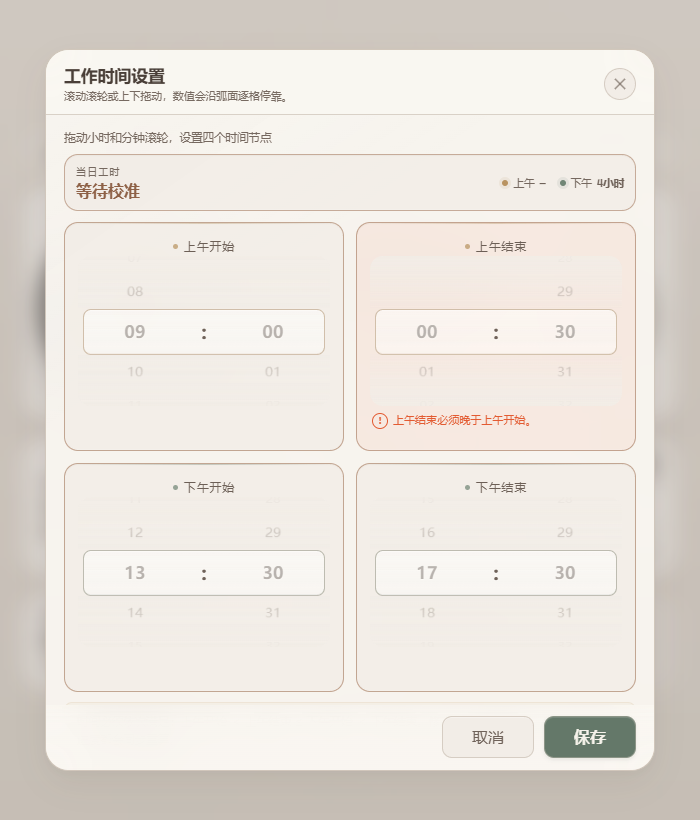 工作时间设置
滚动滚轮或上下拖动，数值会沿弧面逐格停靠。
拖动小时和分钟滚轮，设置四个时间节点
当日工时
等待校准
上午 – 下午 4小时
上午开始
08
09 : 00
10 01
上午结束
29
00 : 30
01 31
上午结束必须晚于上午开始。
下午开始
12 29
13 : 30
14 31
下午结束
16 29
17 : 30
18 31
取消
保存